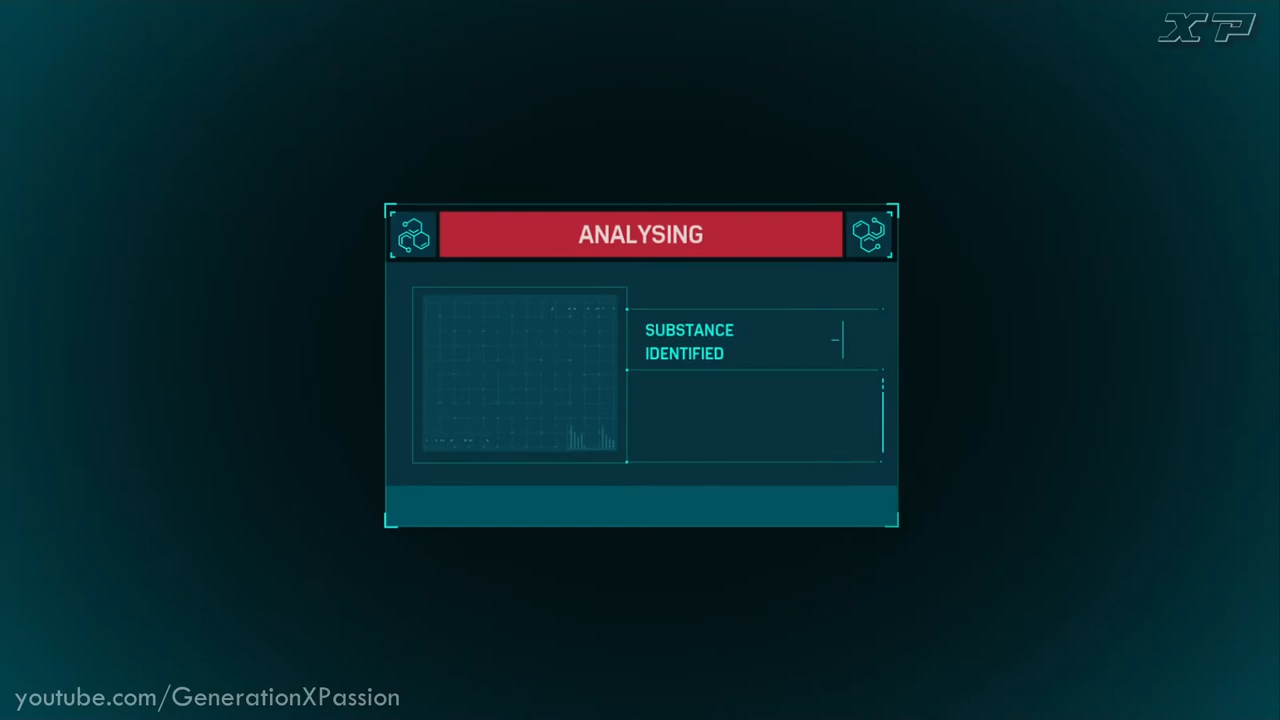 XP
ANALYSING
SUBSTANCE
IDENTIFIED
youtube.com/GenerationXPassion